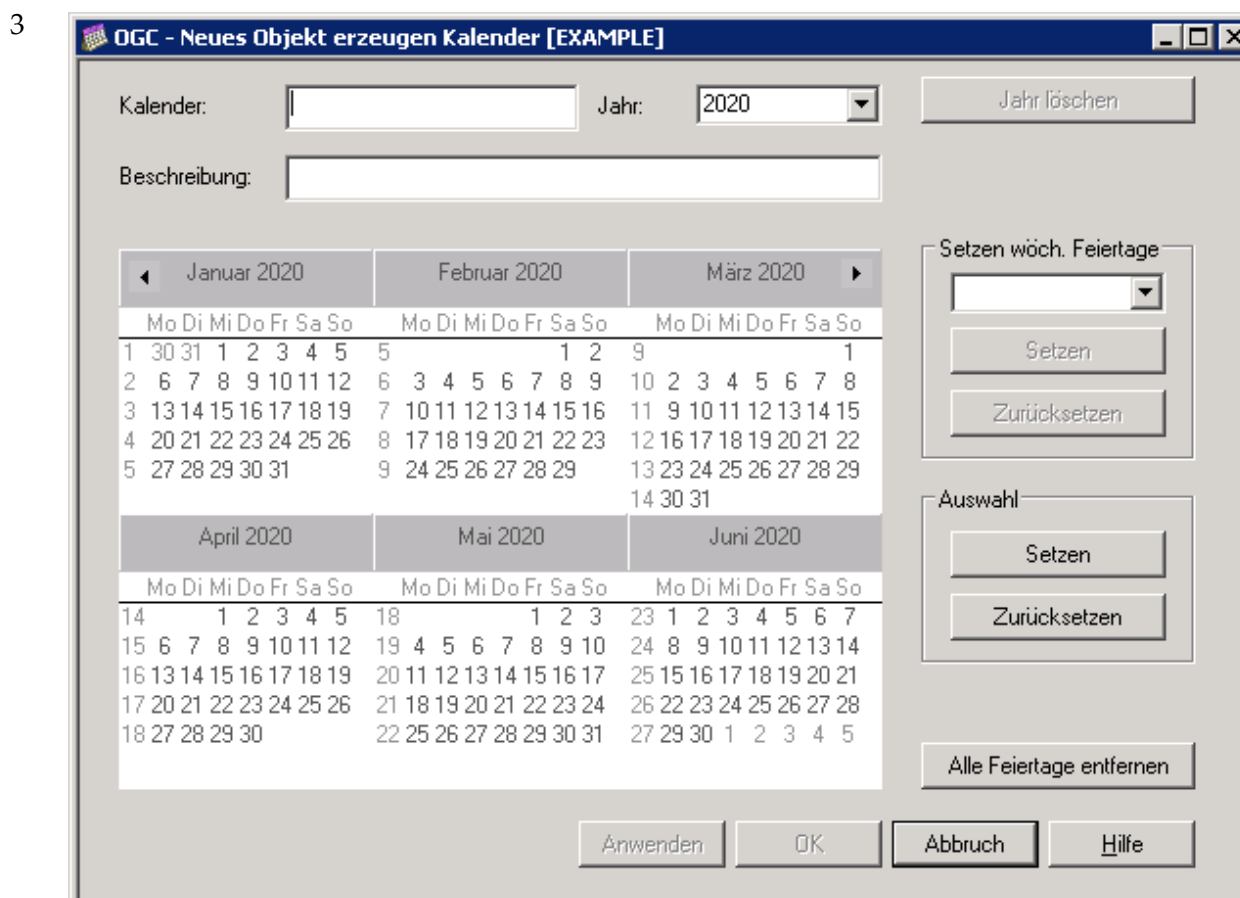 3
OGC - Neues Objekt erzeugen Kalender [EXAMPLE]
Kalender: Jahr: 2020 Jahr löschen
Beschreibung:
Januar 2020 Februar 2020 März 2020
Mo Di Mi Do Fr Sa So Mo Di Mi Do Fr Sa So Mo Di Mi Do Fr Sa So
1 30 31 1 2 3 4 5 5 1 2 9 1
2 6 7 8 9 10 11 12 6 3 4 5 6 7 8 9 10 2 3 4 5 6 7 8
3 13 14 15 16 17 18 19 7 10 11 12 13 14 15 16 11 9 10 11 12 13 14 15
4 20 21 22 23 24 25 26 8 17 18 19 20 21 22 23 12 16 17 18 19 20 21 22
5 27 28 29 30 31 9 24 25 26 27 28 29 13 23 24 25 26 27 28 29
14 30 31
April 2020 Mai 2020 Juni 2020
Mo Di Mi Do Fr Sa So Mo Di Mi Do Fr Sa So Mo Di Mi Do Fr Sa So
14 1 2 3 4 5 18 1 2 3 23 1 2 3 4 5 6 7
15 6 7 8 9 10 11 12 19 4 5 6 7 8 9 10 24 8 9 10 11 12 13 14
16 13 14 15 16 17 18 19 20 11 12 13 14 15 16 17 25 15 16 17 18 19 20 21
17 20 21 22 23 24 25 26 21 18 19 20 21 22 23 24 26 22 23 24 25 26 27 28
18 27 28 29 30 22 25 26 27 28 29 30 31 27 29 30 1 2 3 4 5
Setzen wöch. Feiertage
Setzen
Zurücksetzen
Auswahl
Setzen
Zurücksetzen
Alle Feiertage entfernen
Anwenden OK Abbruch Hilfe